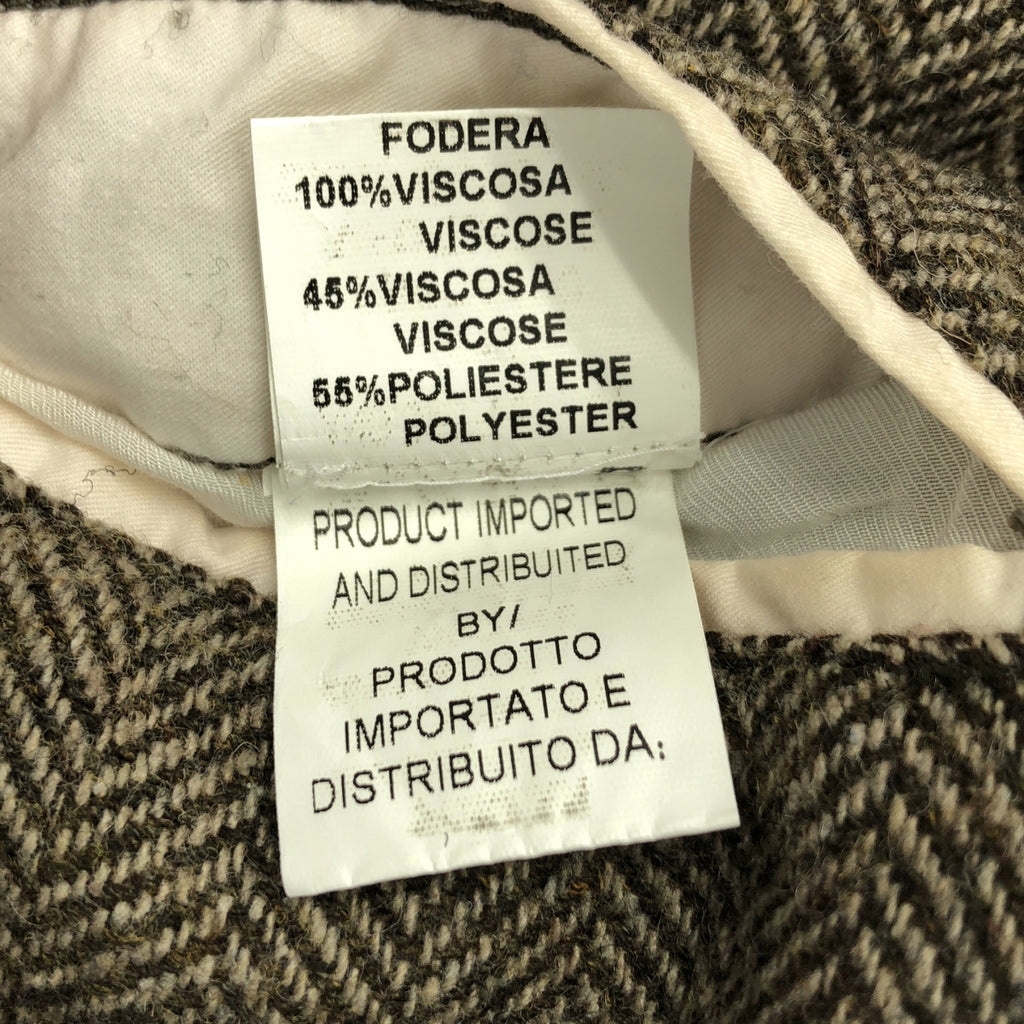 FODERA
100%VISCOSA
VISCOSE
45%VISCOSA
VISCOSE
55%POLIESTERE
POLYESTER
PRODUCT IMPORTED
AND DISTRIBUITED
BY/
PRODOTTO
IMPORTATO E
DISTRIBUITO DA: